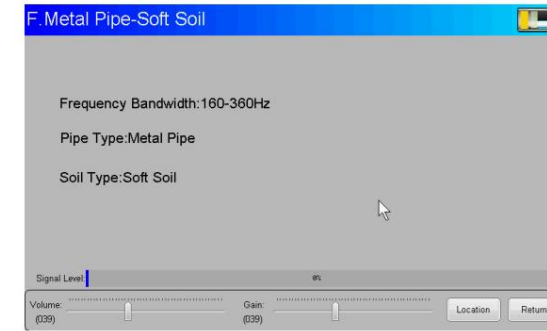 F.Metal Pipe-Soft Soil
Frequency Bandwidth:160-360Hz
Pipe Type:Metal Pipe
Soil Type:Soft Soil
Signal Level: 0%
Volume: Gain:
(039) (039)
Location Return